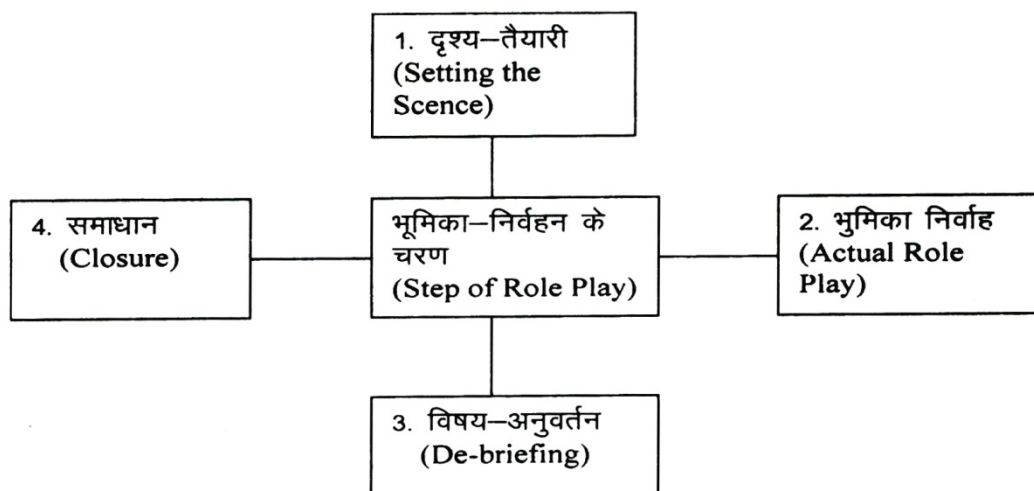 1. दृश्य–तैयारी
(Setting the
Scence)
4. समाधान
(Closure)
भूमिका–निर्वहन के
चरण
(Step of Role Play)
2. भुमिका निर्वाह
(Actual Role
Play)
3. विषय–अनुवर्तन
(De-briefing)